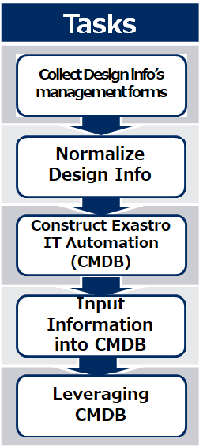 Tasks
Collect Design info's
management forms
Normalize
Design Info
Construct Exastro
IT Automation
(CMDB)
Input
Information
into CMDB
Leveraging
CMDB